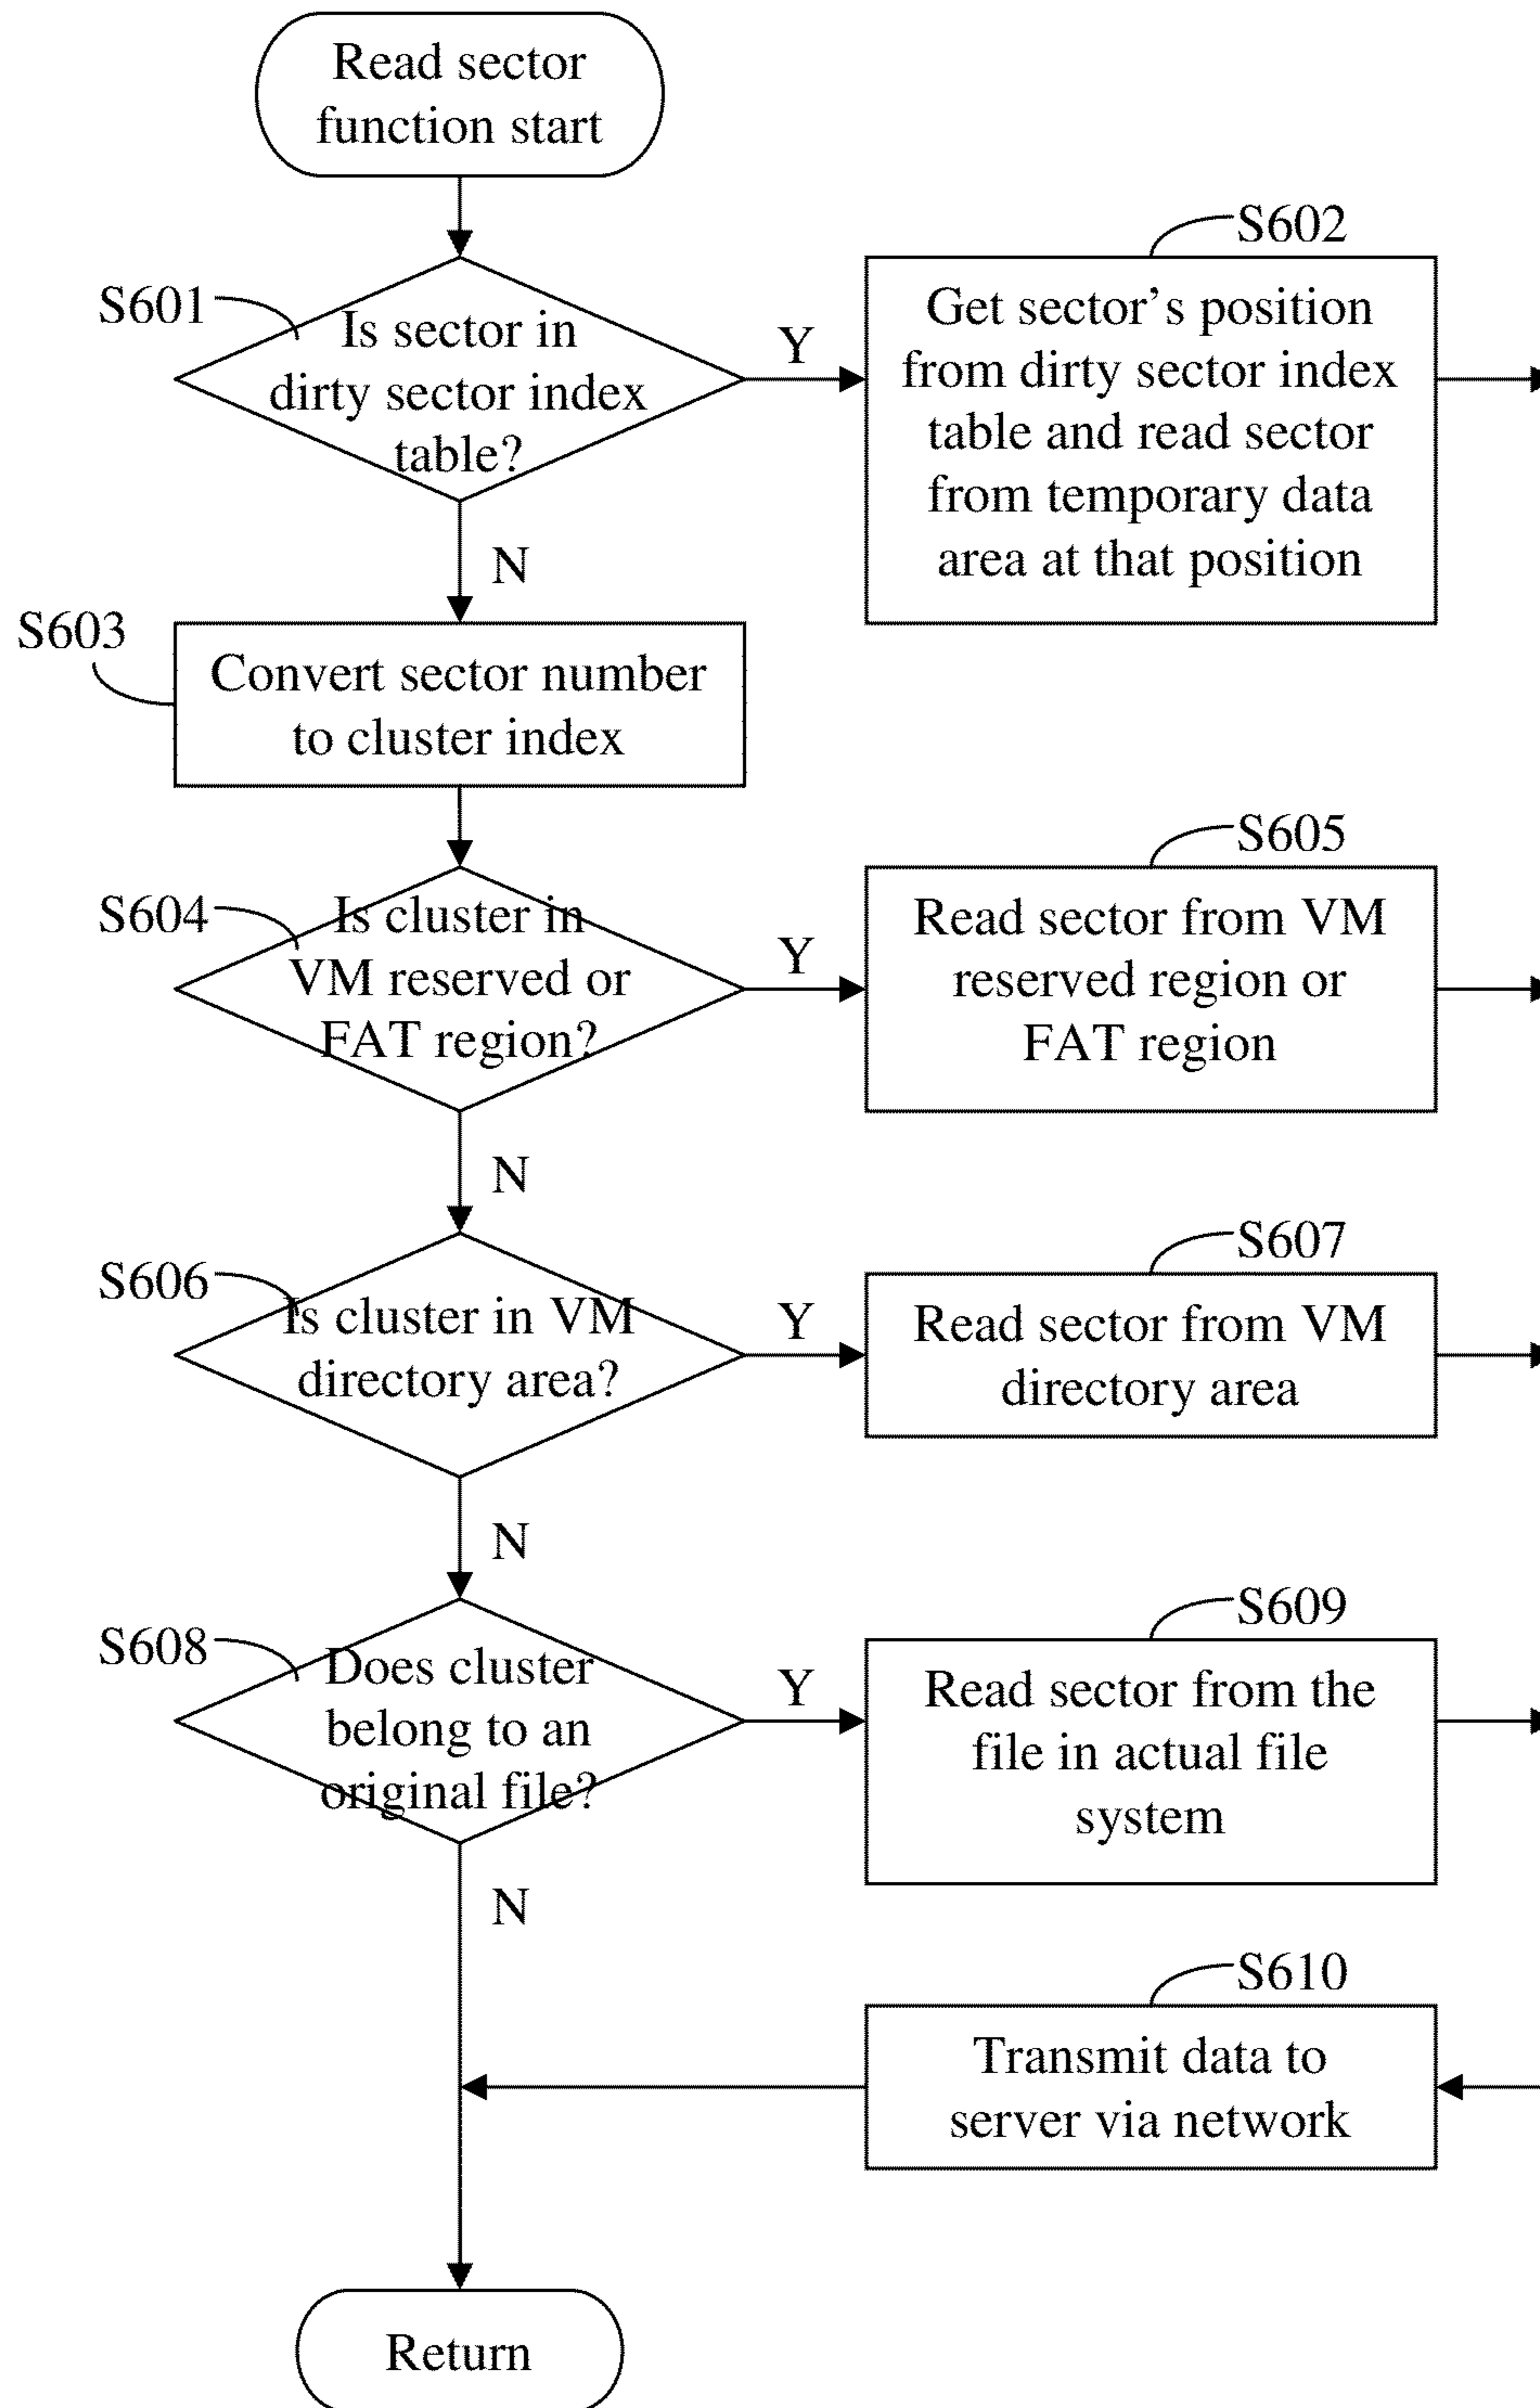 Read sector
function start
S601
Is sector in
dirty sector index
table?
Y
S602
Get sector’s position
from dirty sector index
table and read sector
from temporary data
area at that position
N
S603
Convert sector number
to cluster index
S604
Is cluster in
VM reserved or
FAT region?
Y
S605
Read sector from VM
reserved region or
FAT region
N
S606
Is cluster in VM
directory area?
Y
S607
Read sector from VM
directory area
N
S608
Does cluster
belong to an
original file?
Y
S609
Read sector from the
file in actual file
system
N
S610
Transmit data to
server via network
Return